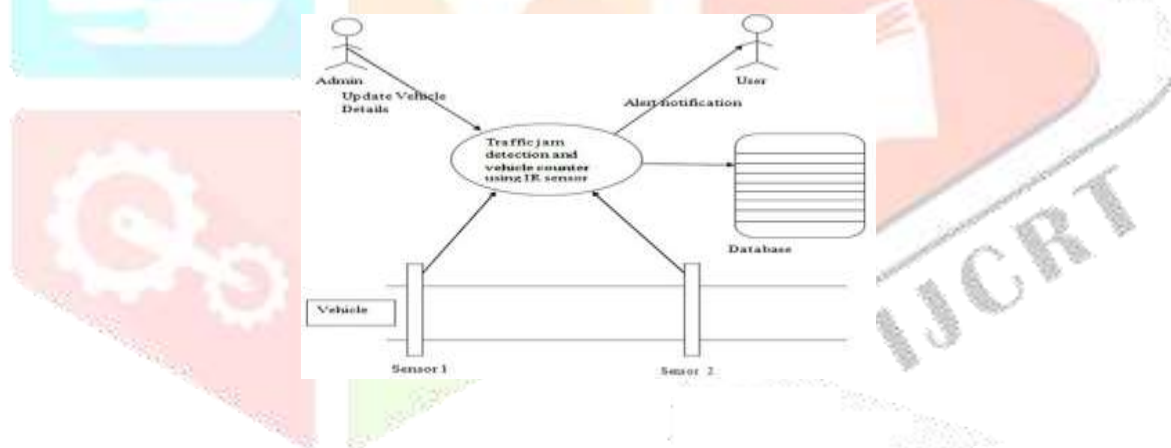 Admin
User
Update Vehicle
Details
Alert notification
Traffic jam
detection and
vehicle counter
using IR sensor
Database
Vehicle
Sensor 1
Sensor 2
IJCRT